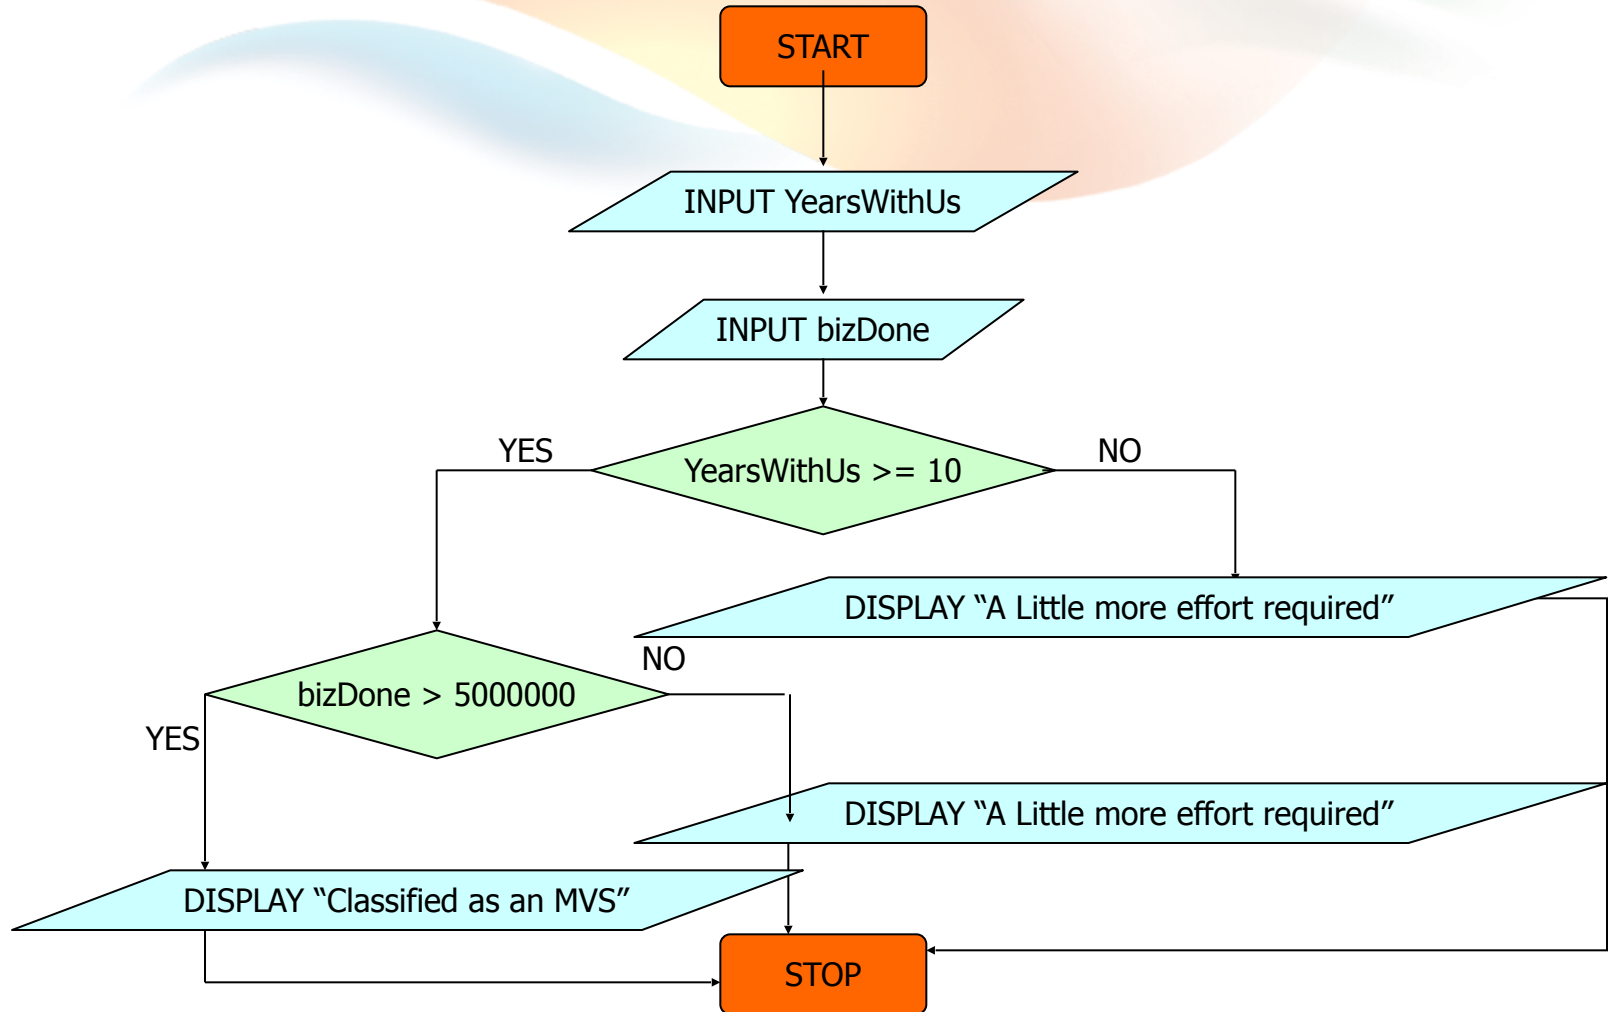 START
INPUT YearsWithUs
INPUT bizDone
YES
NO
YearsWithUs >= 10
DISPLAY “A Little more effort required”
NO
bizDone > 5000000
YES
DISPLAY “A Little more effort required”
DISPLAY “Classified as an MVS”
STOP